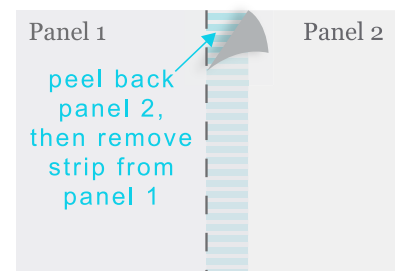 Panel 1
Panel 2
peel back
panel 2,
then remove
strip from
panel 1